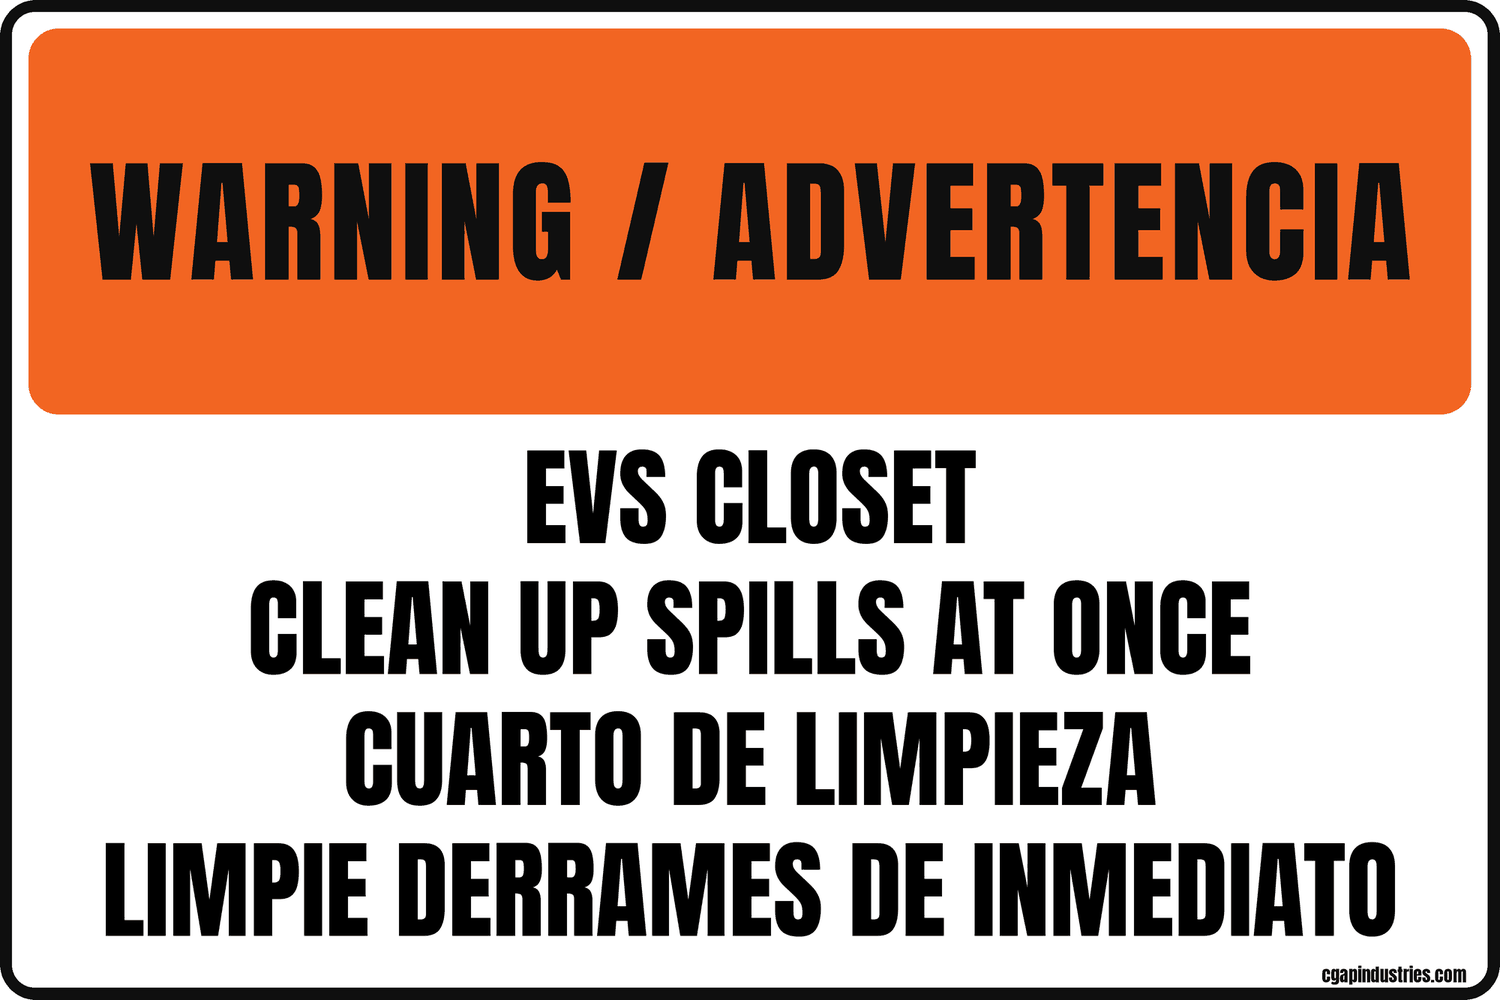 WARNING / ADVERTENCIA
EVS CLOSET
CLEAN UP SPILLS AT ONCE
CUARTO DE LIMPIEZA
LIMPIE DERRAMES DE INMEDIATO
cgapindustries.com